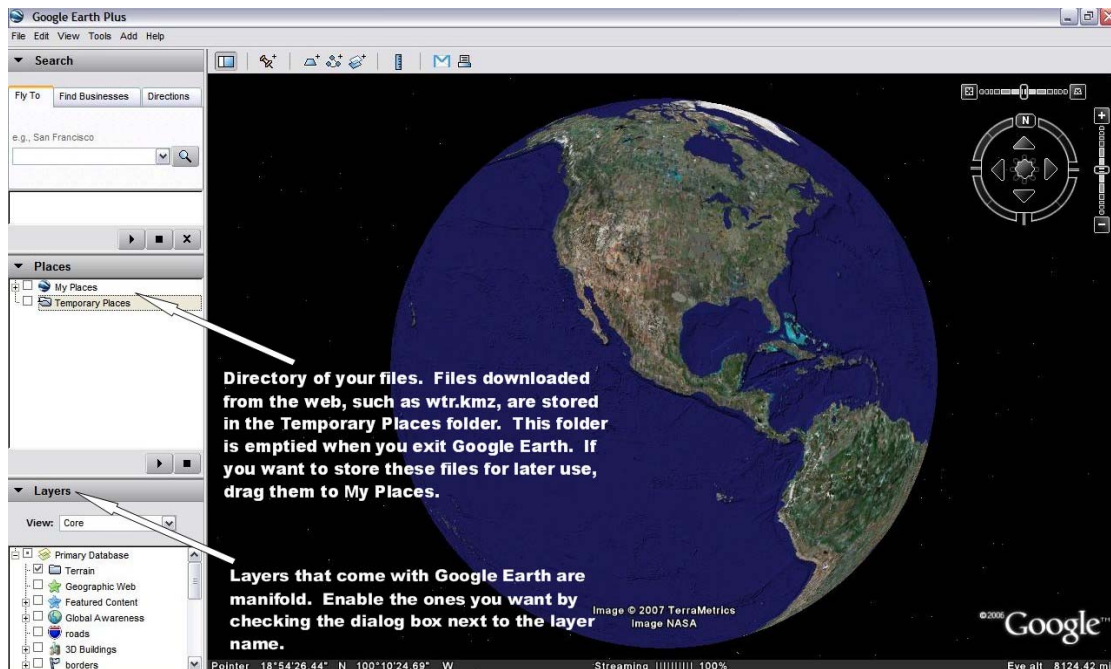 Google Earth Plus
File Edit View Tools Add Help
Search
Fly To Find Businesses Directions
e.g., San Francisco
Places
My Places
Temporary Places
Directory of your files. Files downloaded
from the web, such as wtr.kmz, are stored
in the Temporary Places folder. This folder
is emptied when you exit Google Earth. If
you want to store these files for later use,
drag them to My Places.
Layers
View: Core
Primary Database
Terrain
Geographic Web
Featured Content
Global Awareness
roads
3D Buildings
borders
Layers that come with Google Earth are
manifold. Enable the ones you want by
checking the dialog box next to the layer
name.
N
Image © 2007 TerraMetrics
Image NASA
©2006 Google™
Pointer 18°54'26.44" N 100°10'24.69" W Streaming |||||||||| 100% Eye alt 8124.42 mi